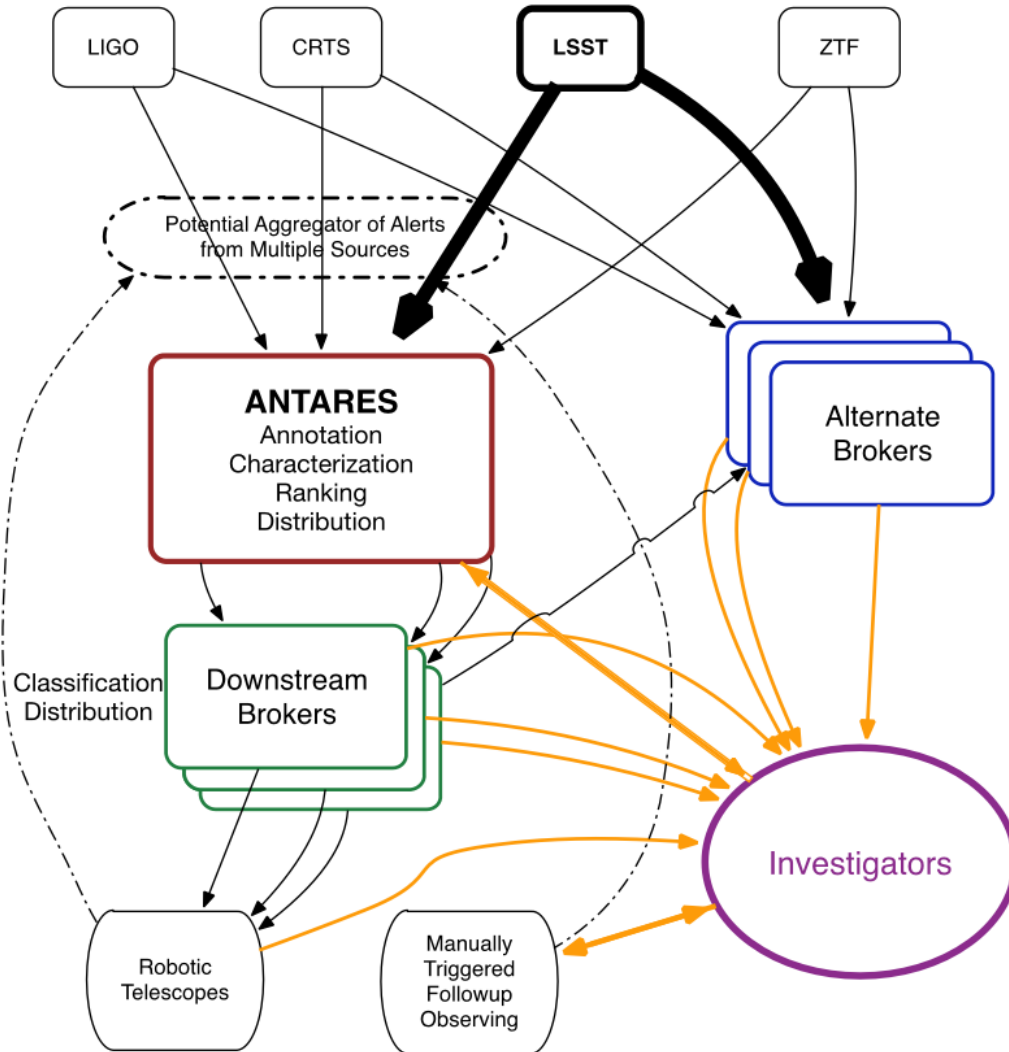 LIGO
CRTS
LSST
ZTF
Potential Aggregator of Alerts
from Multiple Sources
ANTARES
Annotation
Characterization
Ranking
Distribution
Alternate
Brokers
Classification
Distribution
Downstream
Brokers
Investigators
Robotic
Telescopes
Manually
Triggered
Followup
Observing